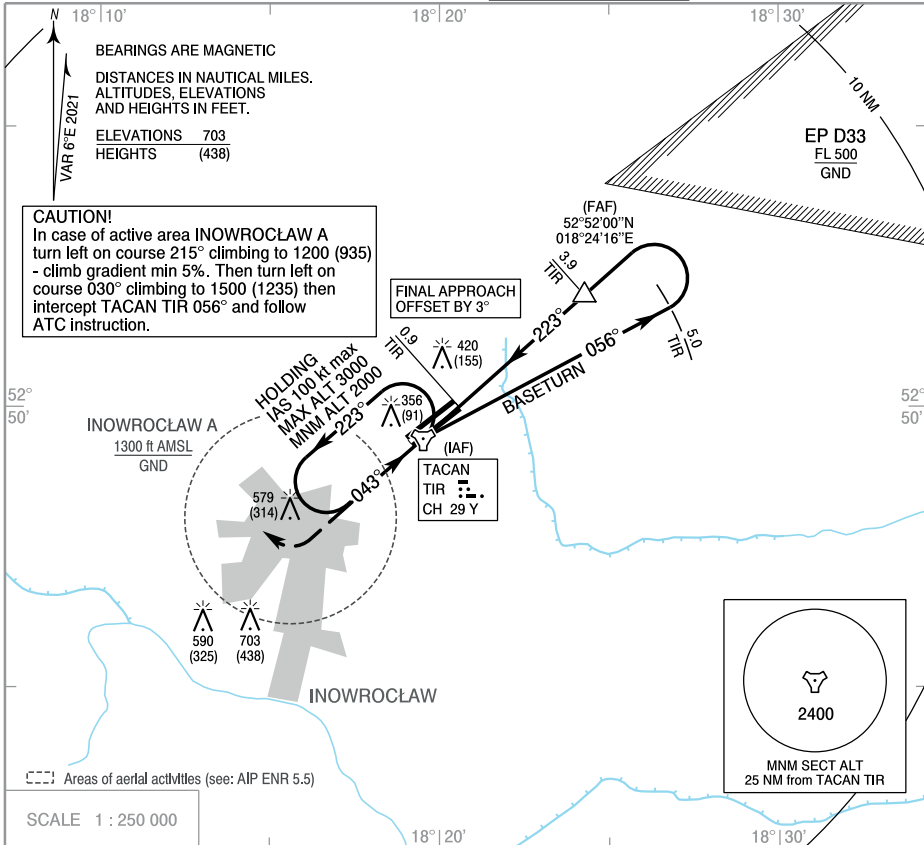 18°10'
18°20'
18°30'
N
VAR 6°E 2021
BEARINGS ARE MAGNETIC
DISTANCES IN NAUTICAL MILES.
ALTITUDES, ELEVATIONS
AND HEIGHTS IN FEET.
ELEVATIONS 703
HEIGHTS (438)
10 NM
EP D33
FL 500
GND
CAUTION!
In case of active area INOWROCŁAW A
turn left on course 215° climbing to 1200 (935)
- climb gradient min 5%. Then turn left on
course 030° climbing to 1500 (1235) then
intercept TACAN TIR 056° and follow
ATC instruction.
(FAF)
52°52'00"N
018°24'16"E
3.9
TIR
FINAL APPROACH
OFFSET BY 3°
223°
056°
BASETURN
5.0
TIR
0.9
TIR
420
(155)
HOLDING
IAS 100 kt max
MAX ALT 3000
MNM ALT 2000
223°
356
(91)
52°
50'
52°
50'
INOWROCŁAW A
1300 ft AMSL
GND
043°
(IAF)
TACAN
TIR
CH 29 Y
579
(314)
590
(325)
703
(438)
INOWROCŁAW
2400
MNM SECT ALT
25 NM from TACAN TIR
Areas of aerial activities (see: AIP ENR 5.5)
SCALE 1 : 250 000
18°20'
18°30'